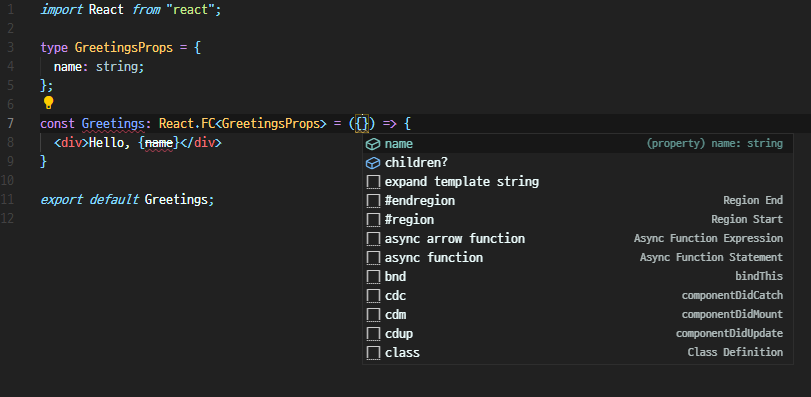 1 import React from "react";
2
3 type GreetingsProps = {
4 name: string;
5 };
6
7 const Greetings: React.FC<GreetingsProps> = ({}) => {
8 <div>Hello, {name}</div>
9 }
10
11 export default Greetings;
12
name (property) name: string
children?
expand template string
#endregion Region End
#region Region Start
async arrow function Async Function Expression
async function Async Function Statement
bnd bindThis
cdc componentDidCatch
cdm componentDidMount
cdup componentDidUpdate
class Class Definition